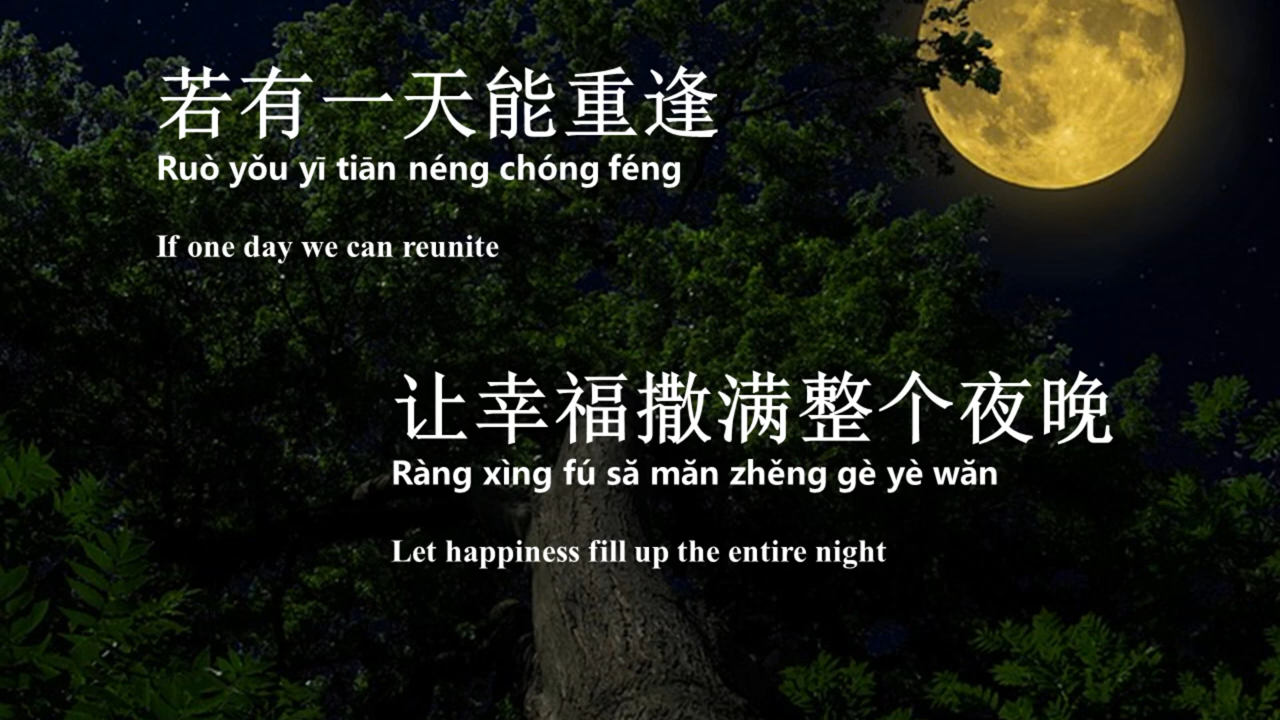 若有一天能重逢
Ruò yǒu yī tiān néng chóng féng
If one day we can reunite
让幸福撒满整个夜晚
Ràng xìng fú sǎ mǎn zhěng gè yè wǎn
Let happiness fill up the entire night